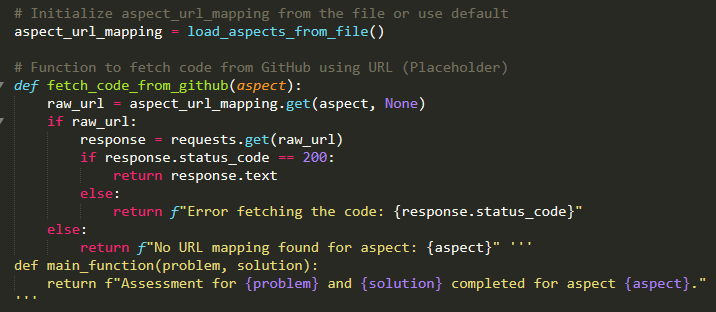 # Initialize aspect_url_mapping from the file or use default
aspect_url_mapping = load_aspects_from_file()

# Function to fetch code from GitHub using URL (Placeholder)
def fetch_code_from_github(aspect):
    raw_url = aspect_url_mapping.get(aspect, None)
    if raw_url:
        response = requests.get(raw_url)
        if response.status_code == 200:
            return response.text
        else:
            return f"Error fetching the code: {response.status_code}"
    else:
        return f"No URL mapping found for aspect: {aspect}" '''
def main_function(problem, solution):
    return f"Assessment for {problem} and {solution} completed for aspect {aspect}."
'''